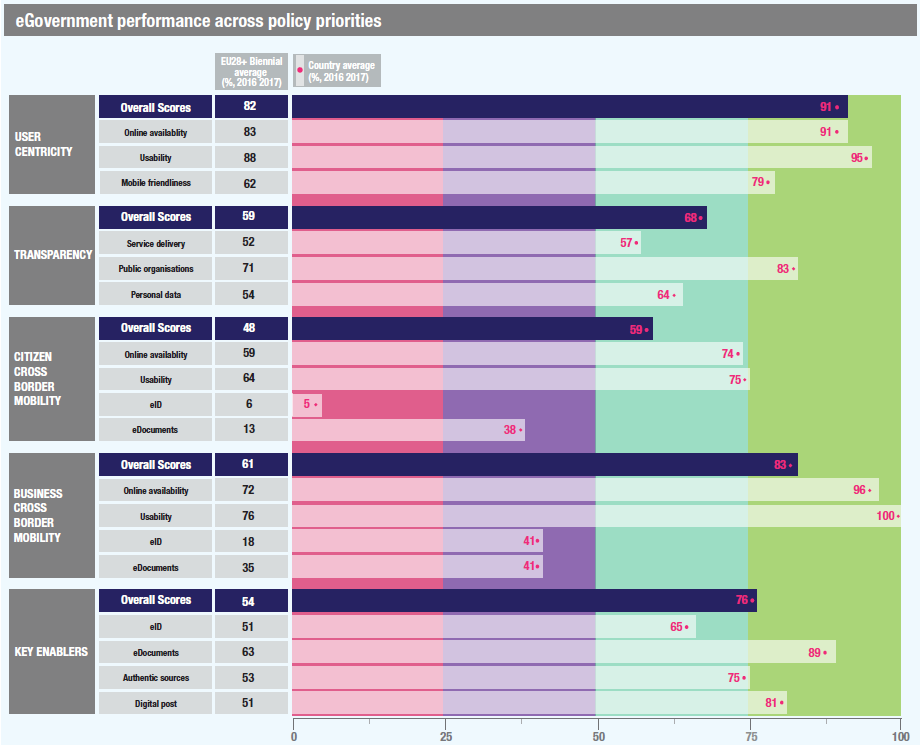 eGovernment performance across policy priorities
EU28+ Biennial
average
(%, 2016 2017)
Country average
(%, 2016 2017)
USER
CENTRICITY
Overall Scores 82 91
Online availablity 83 91
Usability 88 95
Mobile friendliness 62 79
TRANSPARENCY
Overall Scores 59 68
Service delivery 52 57
Public organisations 71 83
Personal data 54 64
CITIZEN
CROSS
BORDER
MOBILITY
Overall Scores 48 59
Online availablity 59 74
Usability 64 75
eID 6 5
eDocuments 13 38
BUSINESS
CROSS
BORDER
MOBILITY
Overall Scores 61 83
Online availability 72 96
Usability 76 100
eID 18 41
eDocuments 35 41
KEY ENABLERS
Overall Scores 54 76
eID 51 65
eDocuments 63 89
Authentic sources 53 75
Digital post 51 81
0 25 50 75 100